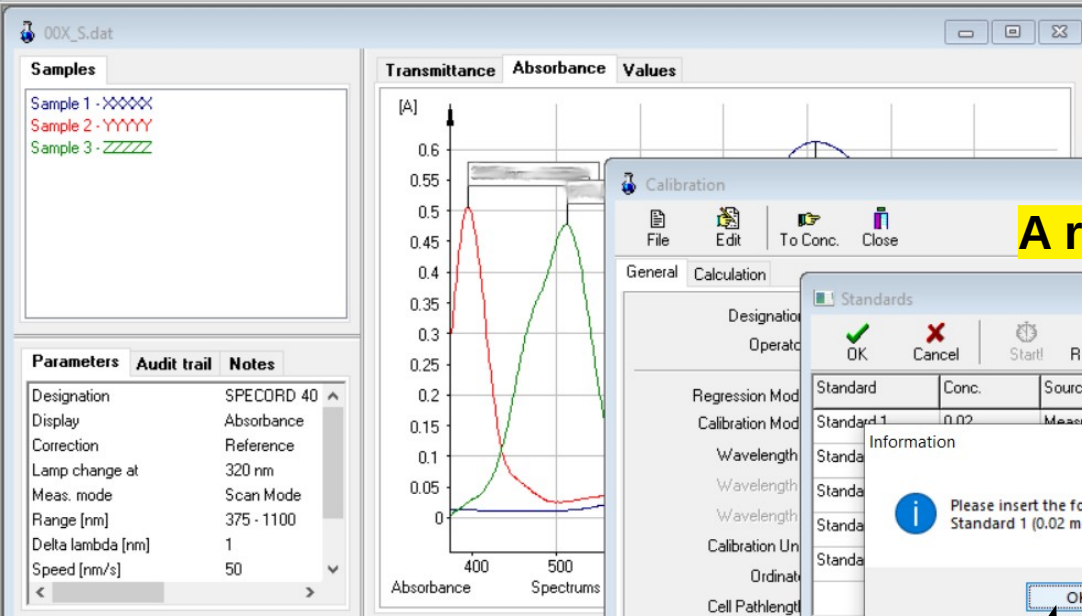 00X_S.dat
Samples
Sample 1 - XXXXX
Sample 2 - YYYYY
Sample 3 - ZZZZZ
Parameters Audit trail Notes
Designation SPECORD 40
Display Absorbance
Correction Reference
Lamp change at 320 nm
Meas. mode Scan Mode
Range [nm] 375 - 1100
Delta lambda [nm] 1
Speed [nm/s] 50
Transmittance Absorbance Values
[A]
0.6
0.55
0.5
0.45
0.4
0.35
0.3
0.25
0.2
0.15
0.1
0.05
0
400 500
Absorbance Spectrums
Calibration
File Edit To Conc. Close
A r
General Calculation
Designatio
Operato
Regression Mod
Calibration Mod
Wavelength
Wavelength
Wavelength
Calibration Un
Ordinat
Cell Pathlengt
Standards
OK Cancel Start! R
Standard Conc. Sourc
Standard 1 0.02 Meas
Standa
Standa
Standa
Standa
Information
Please insert the fo
Standard 1 (0.02 m
OK